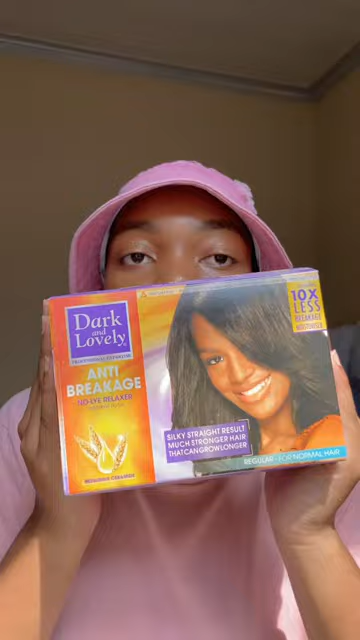 Dark
and
Lovely
ANTI
BREAKAGE
NO-LYE RELAXER
10X
LESS
BREAKAGE
SILKY STRAIGHT RESULT
MUCH STRONGER HAIR
THAT CAN GROW LONGER
REGULAR - FOR NORMAL HAIR